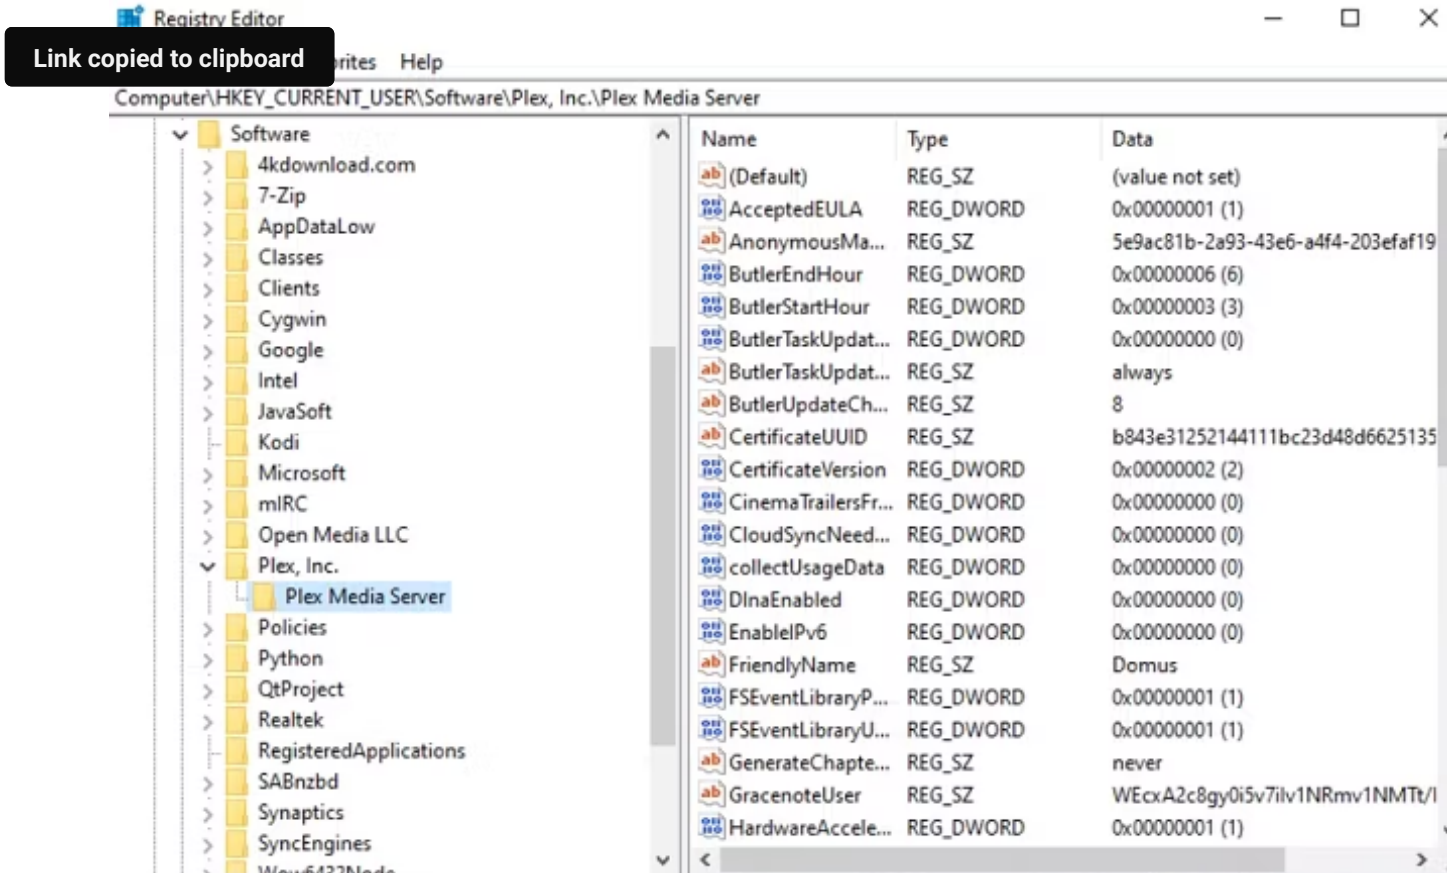 Registry Editor
Link copied to clipboard
rites Help
Computer\HKEY_CURRENT_USER\Software\Plex, Inc.\Plex Media Server
Software
4kdownload.com
7-Zip
AppDataLow
Classes
Clients
Cygwin
Google
Intel
JavaSoft
Kodi
Microsoft
mIRC
Open Media LLC
Plex, Inc.
Plex Media Server
Policies
Python
QtProject
Realtek
RegisteredApplications
SABnzbd
Synaptics
SyncEngines
Wow6432Node
Name Type Data
(Default) REG_SZ (value not set)
AcceptedEULA REG_DWORD 0x00000001 (1)
AnonymousMa... REG_SZ 5e9ac81b-2a93-43e6-a4f4-203efaf19
ButlerEndHour REG_DWORD 0x00000006 (6)
ButlerStartHour REG_DWORD 0x00000003 (3)
ButlerTaskUpdat... REG_DWORD 0x00000000 (0)
ButlerTaskUpdat... REG_SZ always
ButlerUpdateCh... REG_SZ 8
CertificateUUID REG_SZ b843e31252144111bc23d48d6625135
CertificateVersion REG_DWORD 0x00000002 (2)
CinemaTrailersFr... REG_DWORD 0x00000000 (0)
CloudSyncNeed... REG_DWORD 0x00000000 (0)
collectUsageData REG_DWORD 0x00000000 (0)
DlnaEnabled REG_DWORD 0x00000000 (0)
EnableIPv6 REG_DWORD 0x00000000 (0)
FriendlyName REG_SZ Domus
FSEventLibraryP... REG_DWORD 0x00000001 (1)
FSEventLibraryU... REG_DWORD 0x00000001 (1)
GenerateChapte... REG_SZ never
GracenoteUser REG_SZ WEcxA2c8gy0i5v7ilv1NRmv1NMTt/I
HardwareAccele... REG_DWORD 0x00000001 (1)